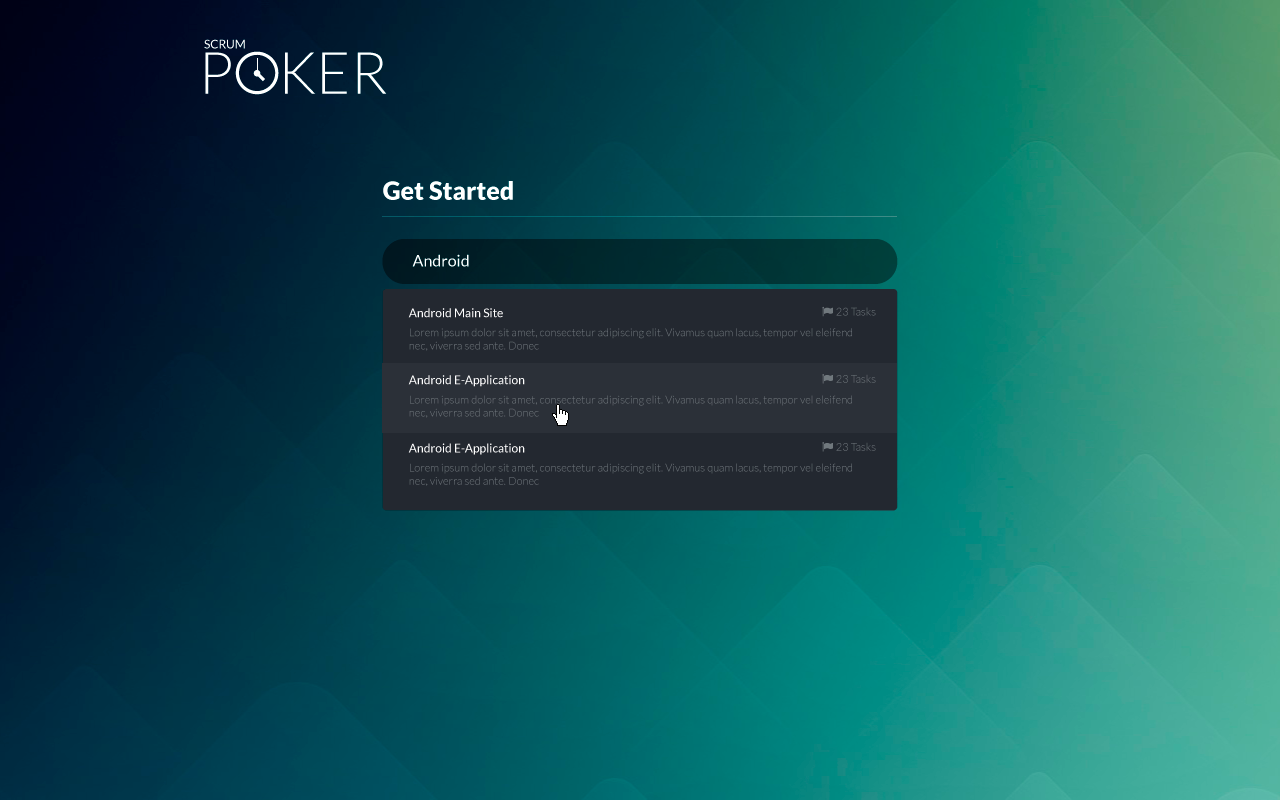 SCRUM
POKER
Get Started
Android
Android Main Site
23 Tasks
Lorem ipsum dolor sit amet, consectetur adipiscing elit. Vivamus quam lacus, tempor vel eleifend
nec, viverra sed ante. Donec
Android E-Application
23 Tasks
Lorem ipsum dolor sit amet, consectetur adipiscing elit. Vivamus quam lacus, tempor vel eleifend
nec, viverra sed ante. Donec
Android E-Application
23 Tasks
Lorem ipsum dolor sit amet, consectetur adipiscing elit. Vivamus quam lacus, tempor vel eleifend
nec, viverra sed ante. Donec